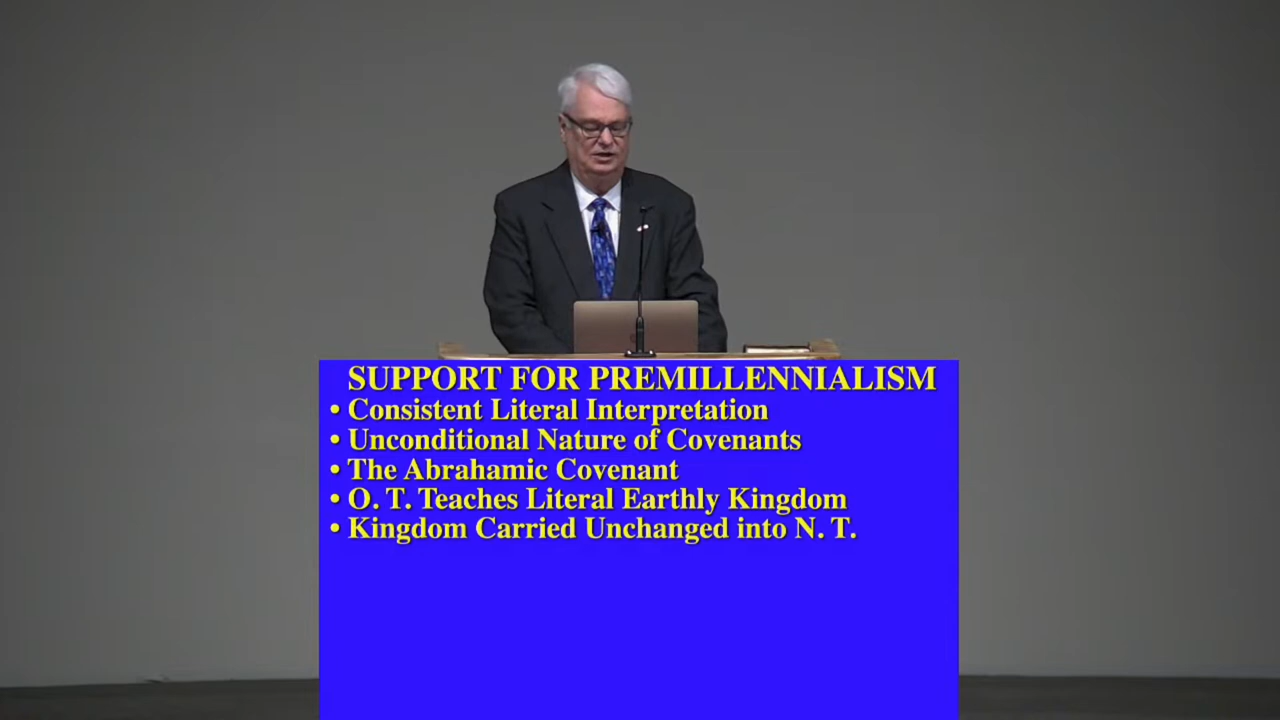 SUPPORT FOR PREMILLENNIALISM
• Consistent Literal Interpretation
• Unconditional Nature of Covenants
• The Abrahamic Covenant
• O. T. Teaches Literal Earthly Kingdom
• Kingdom Carried Unchanged into N. T.